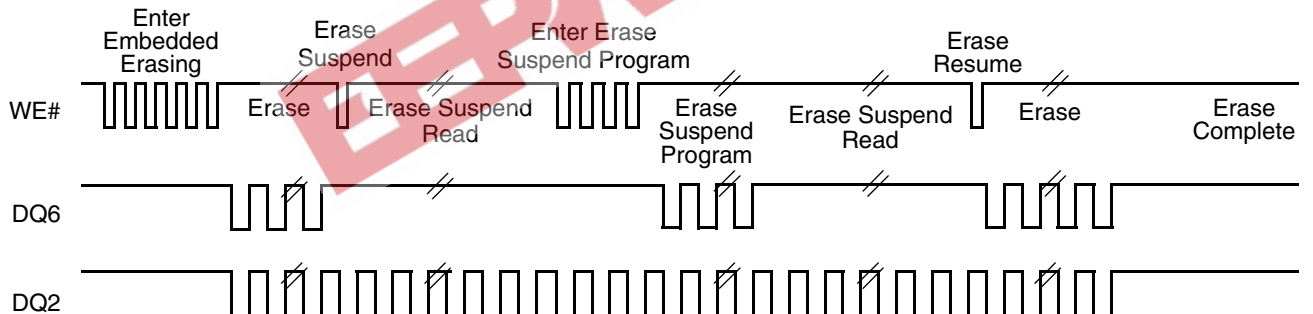 Enter
Embedded
Erasing
Erase
Suspend
Enter Erase
Suspend Program
Erase
Resume
WE#
Erase
Erase Suspend
Read
Erase
Suspend
Program
Erase Suspend
Read
Erase
Erase
Complete
DQ6
DQ2